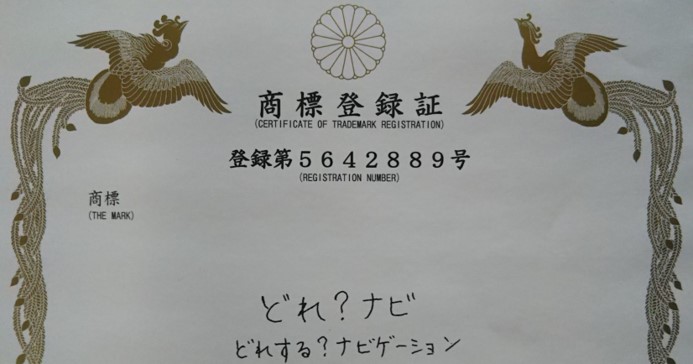 商標登録証
(CERTIFICATE OF TRADEMARK REGISTRATION)
登録第5642889号
(REGISTRATION NUMBER)
商標
(THE MARK)
どれ?ナビ
どれする?ナビゲーション